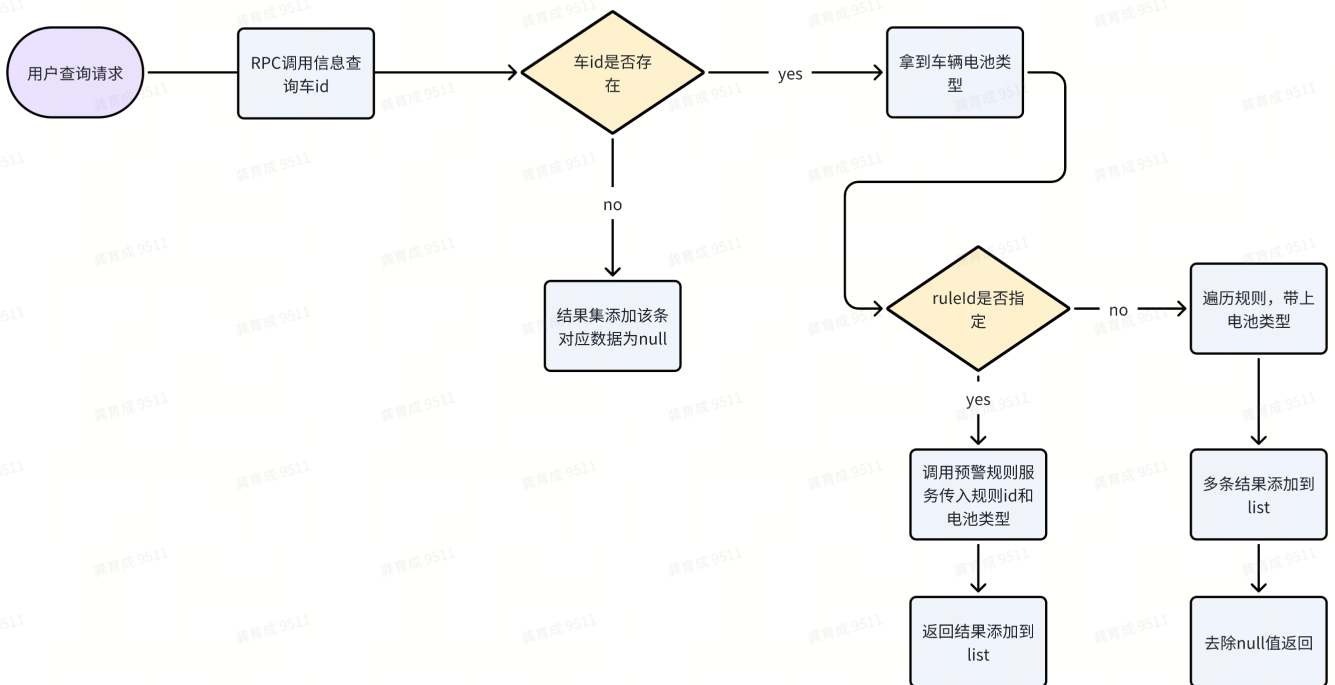 用户查询请求
RPC调用信息查
询车id
车id是否存
在
yes
拿到车辆电池类
型
no
结果集添加该条
对应数据为null
ruleId是否指
定
no
遍历规则，带上
电池类型
yes
调用预警规则服
务传入规则id和
电池类型
多条结果添加到
list
返回结果添加到
list
去除null值返回
龚育成 9511